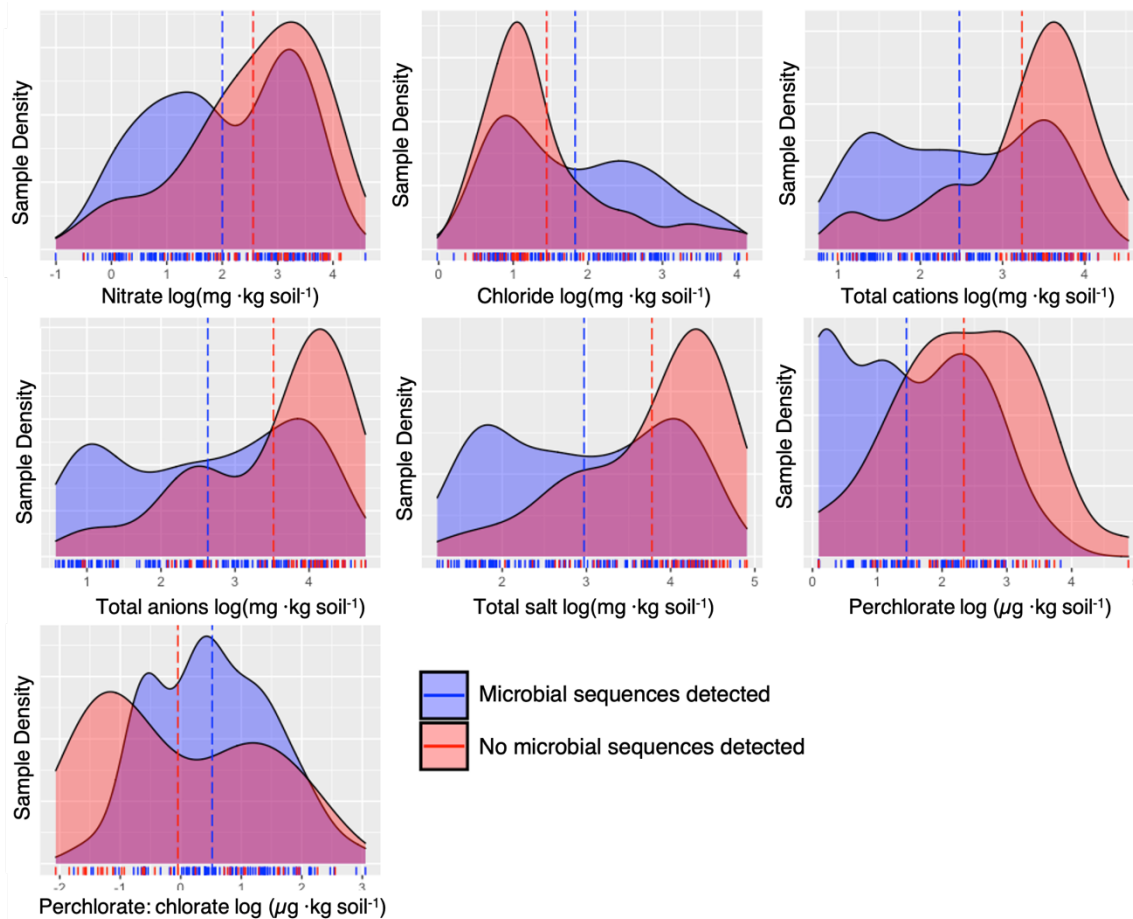 Sample Density
-1 0 1 2 3 4
Nitrate log(mg ·kg soil-1)
Sample Density
0 1 2 3 4
Chloride log(mg ·kg soil-1)
Sample Density
1 2 3 4
Total cations log(mg ·kg soil-1)
Sample Density
1 2 3 4
Total anions log(mg ·kg soil-1)
Sample Density
2 3 4 5
Total salt log(mg ·kg soil-1)
Sample Density
0 1 2 3 4
Perchlorate log (µg ·kg soil-1)
Sample Density
-2 -1 0 1 2 3
Perchlorate: chlorate log (µg ·kg soil-1)
Microbial sequences detected
No microbial sequences detected